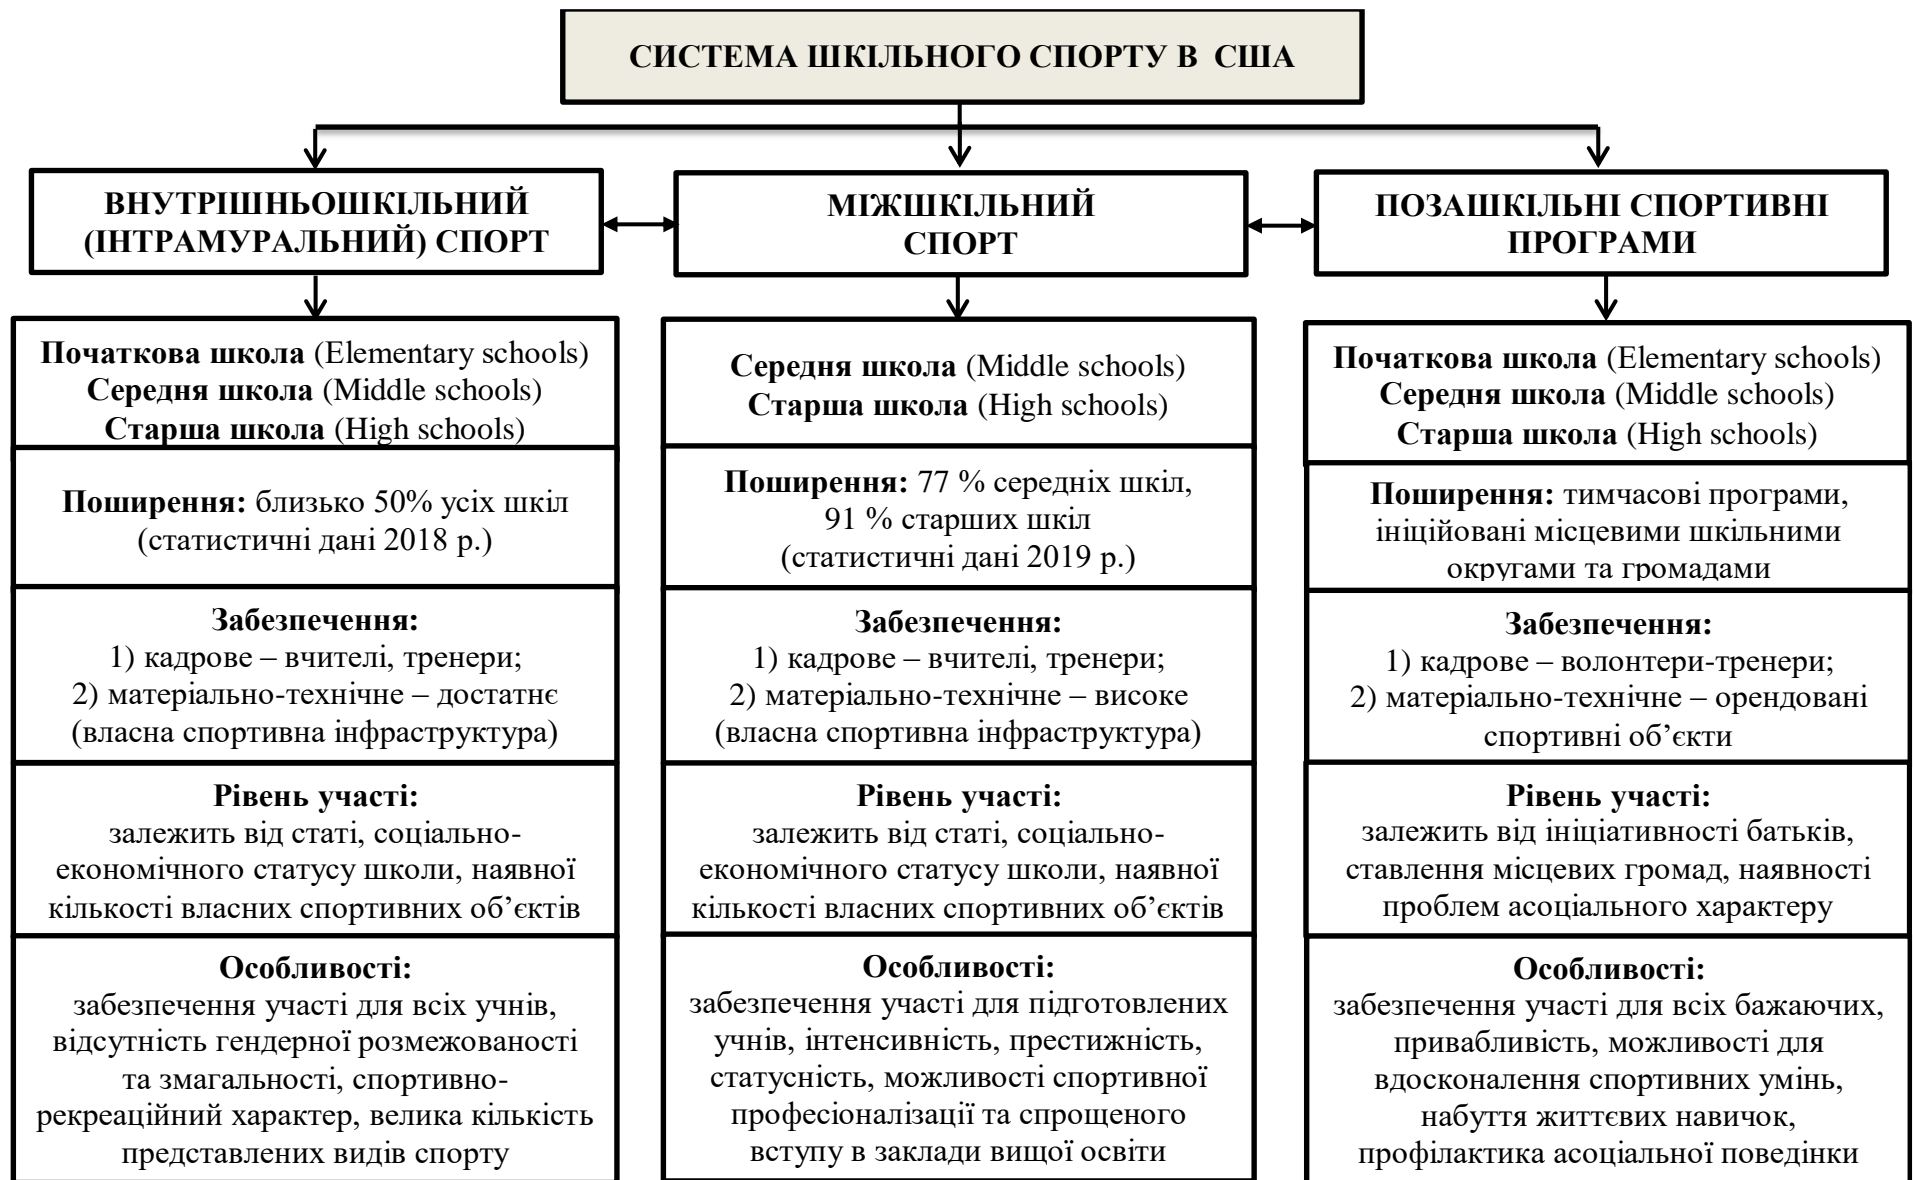 СИСТЕМА ШКІЛЬНОГО СПОРТУ В США
ВНУТРІШНЬОШКІЛЬНИЙ
(ІНТРАМУРАЛЬНИЙ) СПОРТ
МІЖШКІЛЬНИЙ
СПОРТ
ПОЗАШКІЛЬНІ СПОРТИВНІ
ПРОГРАМИ
Початкова школа (Elementary schools)
Середня школа (Middle schools)
Старша школа (High schools)
Поширення: близько 50% усіх шкіл
(статистичні дані 2018 р.)
Забезпечення:
1) кадрове – вчителі, тренери;
2) матеріально-технічне – достатнє
(власна спортивна інфраструктура)
Рівень участі:
залежить від статі, соціально-
економічного статусу школи, наявної
кількості власних спортивних об’єктів
Особливості:
забезпечення участі для всіх учнів,
відсутність гендерної розмежованості
та змагальності, спортивно-
рекреаційний характер, велика кількість
представлених видів спорту
Середня школа (Middle schools)
Старша школа (High schools)
Поширення: 77 % середніх шкіл,
91 % старших шкіл
(статистичні дані 2019 р.)
Забезпечення:
1) кадрове – вчителі, тренери;
2) матеріально-технічне – високе
(власна спортивна інфраструктура)
Рівень участі:
залежить від статі, соціально-
економічного статусу школи, наявної
кількості власних спортивних об’єктів
Особливості:
забезпечення участі для підготовлених
учнів, інтенсивність, престижність,
статусність, можливості спортивної
професіоналізації та спрощеного
вступу в заклади вищої освіти
Початкова школа (Elementary schools)
Середня школа (Middle schools)
Старша школа (High schools)
Поширення: тимчасові програми,
ініційовані місцевими шкільними
округами та громадами
Забезпечення:
1) кадрове – волонтери-тренери;
2) матеріально-технічне – орендовані
спортивні об’єкти
Рівень участі:
залежить від ініціативності батьків,
ставлення місцевих громад, наявності
проблем асоціального характеру
Особливості:
забезпечення участі для всіх бажаючих,
привабливість, можливості для
вдосконалення спортивних умінь,
набуття життєвих навичок,
профілактика асоціальної поведінки